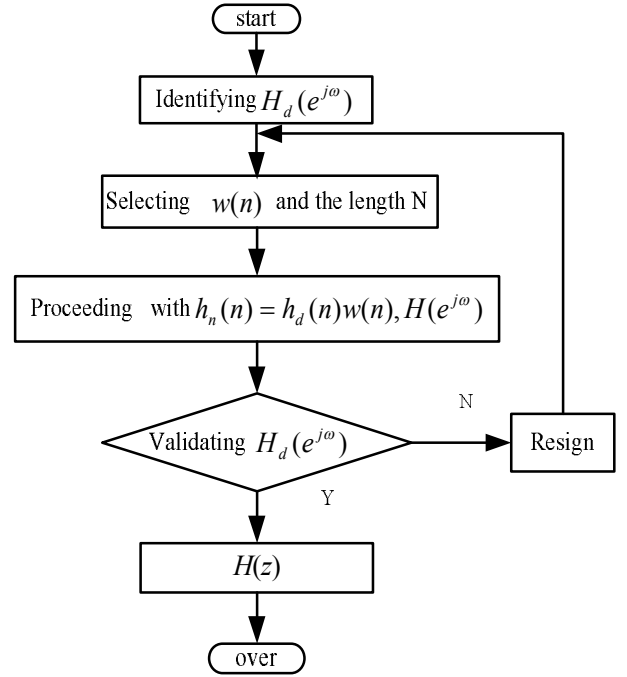 start
Identifying H_d(e^{jω})
Selecting w(n) and the length N
Proceeding with h_n(n) = h_d(n)w(n), H(e^{jω})
Validating H_d(e^{jω})
N
Resign
Y
H(z)
over